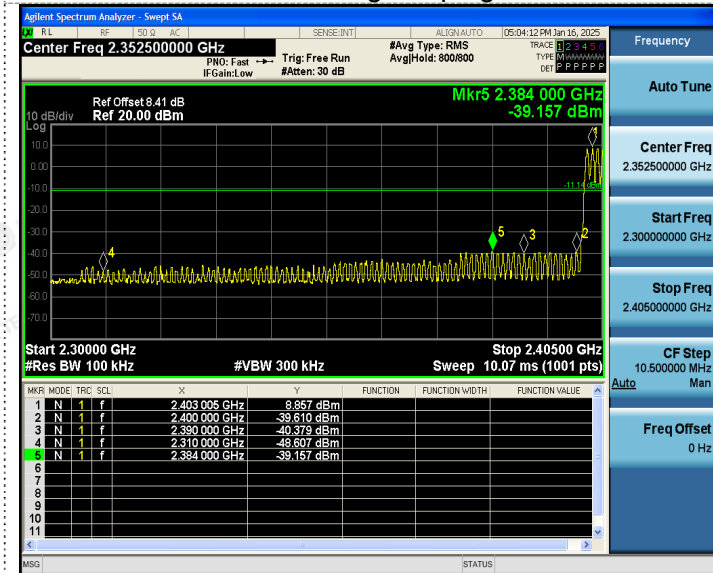 Agilent Spectrum Analyzer - Swept SA
RL RF 50 Ω AC SENSE:INT ALIGNAUTO 05:04:12 PM Jan 16, 2025
Center Freq 2.352500000 GHz
PNO: Fast
IFGain:Low
Trig: Free Run
#Atten: 30 dB
#Avg Type: RMS
Avg|Hold: 800/800
TRACE 1 2 3 4 5 6
TYPE M
DET P P P P P P
Frequency
Auto Tune
Center Freq
2.352500000 GHz
Start Freq
2.300000000 GHz
Stop Freq
2.405000000 GHz
CF Step
10.500000 MHz
Auto Man
Freq Offset
0 Hz
Mkr5 2.384 000 GHz
-39.157 dBm
Ref Offset 8.41 dB
10 dB/div Ref 20.00 dBm
Log
10.0
0.00
-10.0
-20.0
-30.0
-40.0
-50.0
-60.0
-70.0
-11.14 dBm
1
2
3
4
5
Start 2.30000 GHz Stop 2.40500 GHz
#Res BW 100 kHz #VBW 300 kHz Sweep 10.07 ms (1001 pts)
MKR MODE TRC SCL X Y FUNCTION FUNCTION WIDTH FUNCTION VALUE
1 N 1 f 2.403 005 GHz 8.857 dBm
2 N 1 f 2.400 000 GHz -39.610 dBm
3 N 1 f 2.390 000 GHz -40.379 dBm
4 N 1 f 2.310 000 GHz -48.607 dBm
5 N 1 f 2.384 000 GHz -39.157 dBm
6
7
8
9
10
11
MSG STATUS